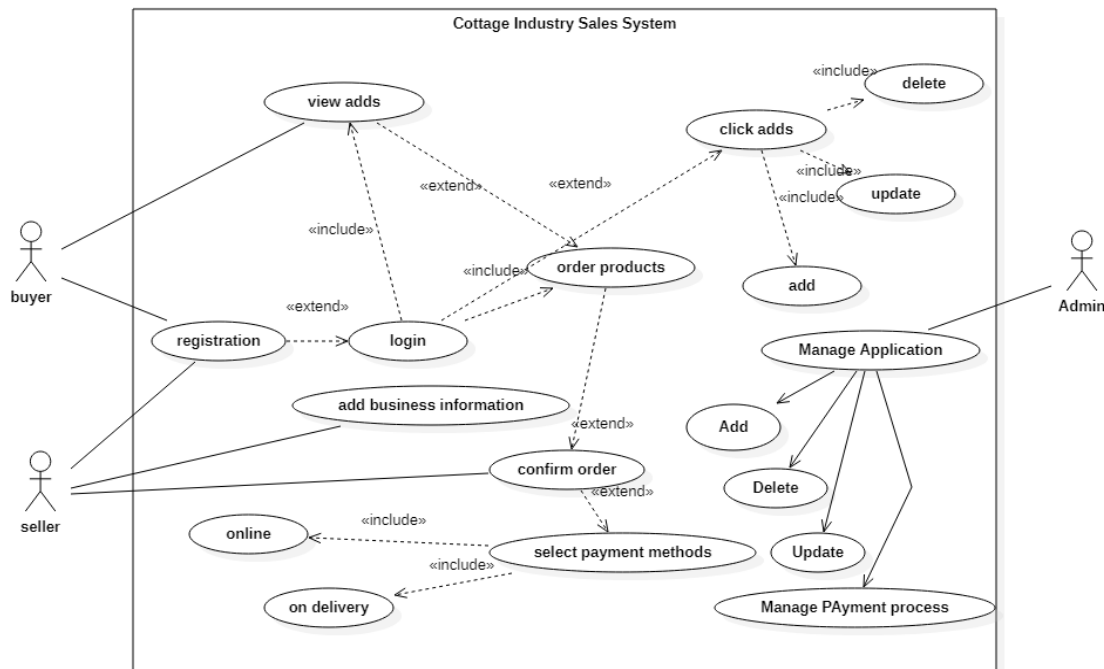 Cottage Industry Sales System
«include»
delete
view adds
click adds
«extend»
«extend»
«include»
«include»
update
«include»
buyer
«include»
order products
add
Admin
«extend»
registration
login
Manage Application
add business information
Add
«extend»
seller
confirm order
Delete
«extend»
online
«include»
select payment methods
Update
«include»
on delivery
Manage PAyment process